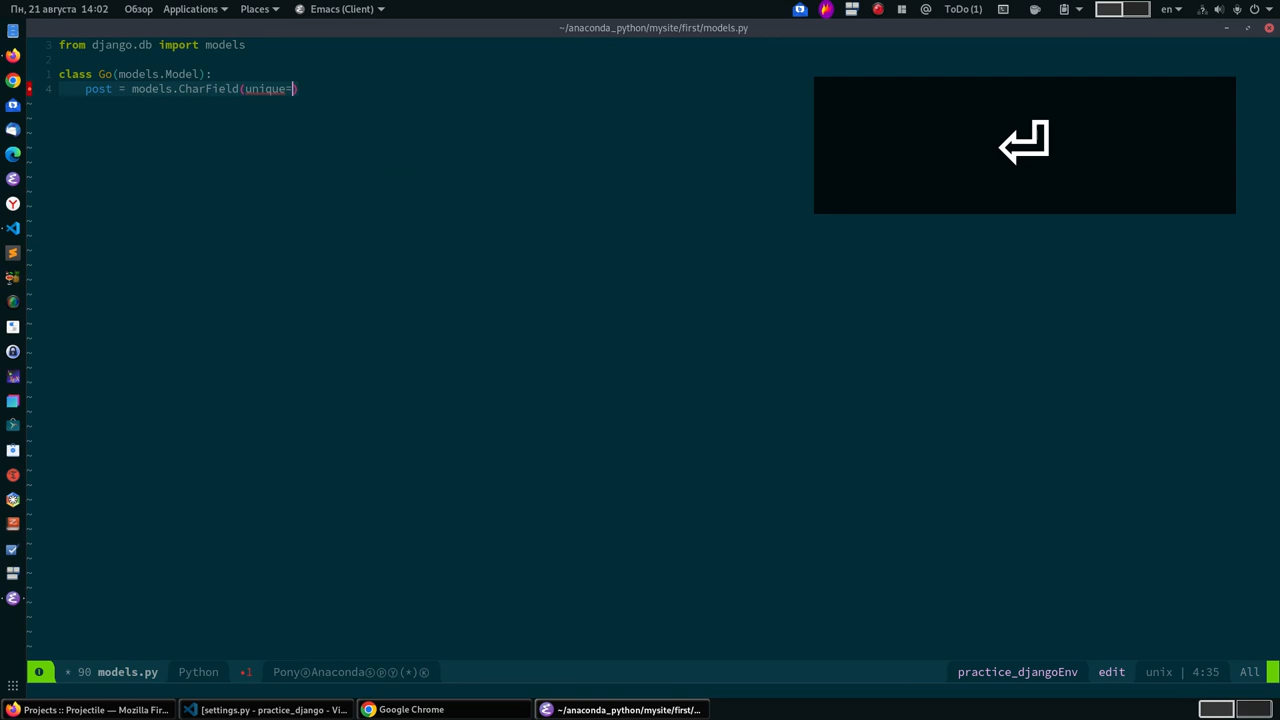 Пн, 21 августа 14:02 Обзор Applications Places Emacs (Client) ToDo (1) en
~/anaconda_python/mysite/first/models.py
3 from django.db import models
2
1 class Go(models.Model):
4 post = models.CharField(unique=)
* 90 models.py Python •1 PonyⓐAnacondaⓢⓟⓎ(*)Ⓚ practice_djangoEnv edit unix | 4:35 All
Projects :: Projectile — Mozilla Fir... [settings.py - practice_django - Vi... Google Chrome ~/anaconda_python/mysite/first/...